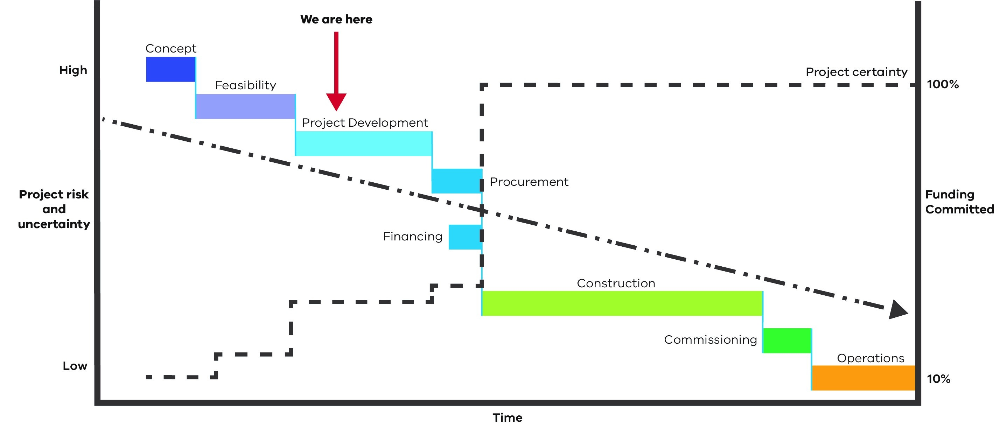 We are here
Concept
High
Project certainty
Feasibility
100%
Project Development
Procurement
Project risk
and
uncertainty
Funding
Committed
Financing
Construction
Commissioning
Operations
Low
10%
Time